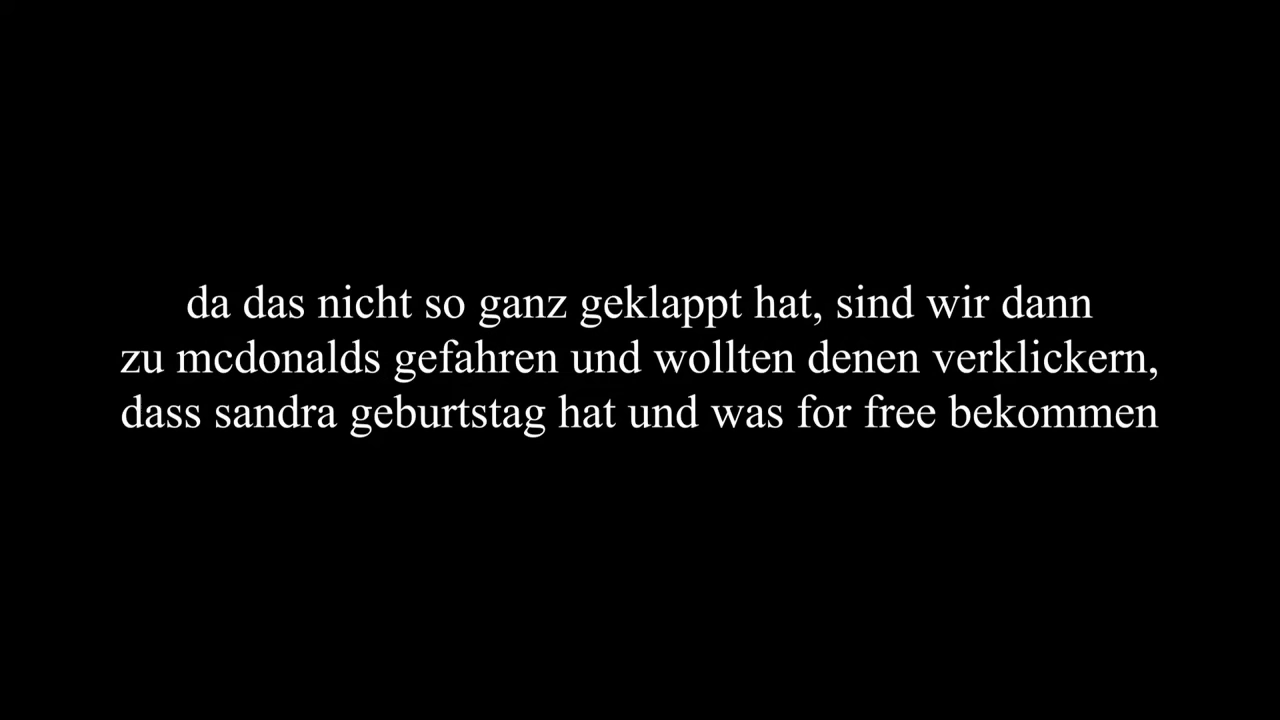 da das nicht so ganz geklappt hat, sind wir dann
zu mcdonalds gefahren und wollten denen verklickern,
dass sandra geburtstag hat und was for free bekommen